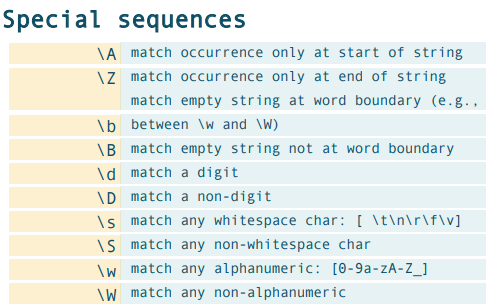 Special sequences
\A match occurrence only at start of string
\Z match occurrence only at end of string
match empty string at word boundary (e.g.,
\b between \w and \W)
\B match empty string not at word boundary
\d match a digit
\D match a non-digit
\s match any whitespace char: [ \t\n\r\f\v]
\S match any non-whitespace char
\w match any alphanumeric: [0-9a-zA-Z_]
\W match any non-alphanumeric